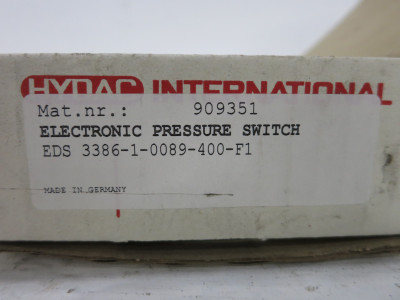 HYDAC INTERNATIONAL
Mat.nr.: 909351
ELECTRONIC PRESSURE SWITCH
EDS 3386-1-0089-400-F1
MADE IN GERMANY